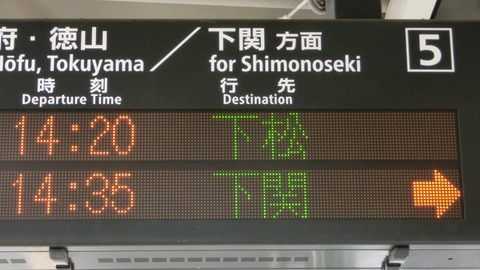 府・徳山／下関 方面 5
Hōfu, Tokuyama for Shimonoseki
時刻 行先
Departure Time Destination
14:20 下松
14:35 下関